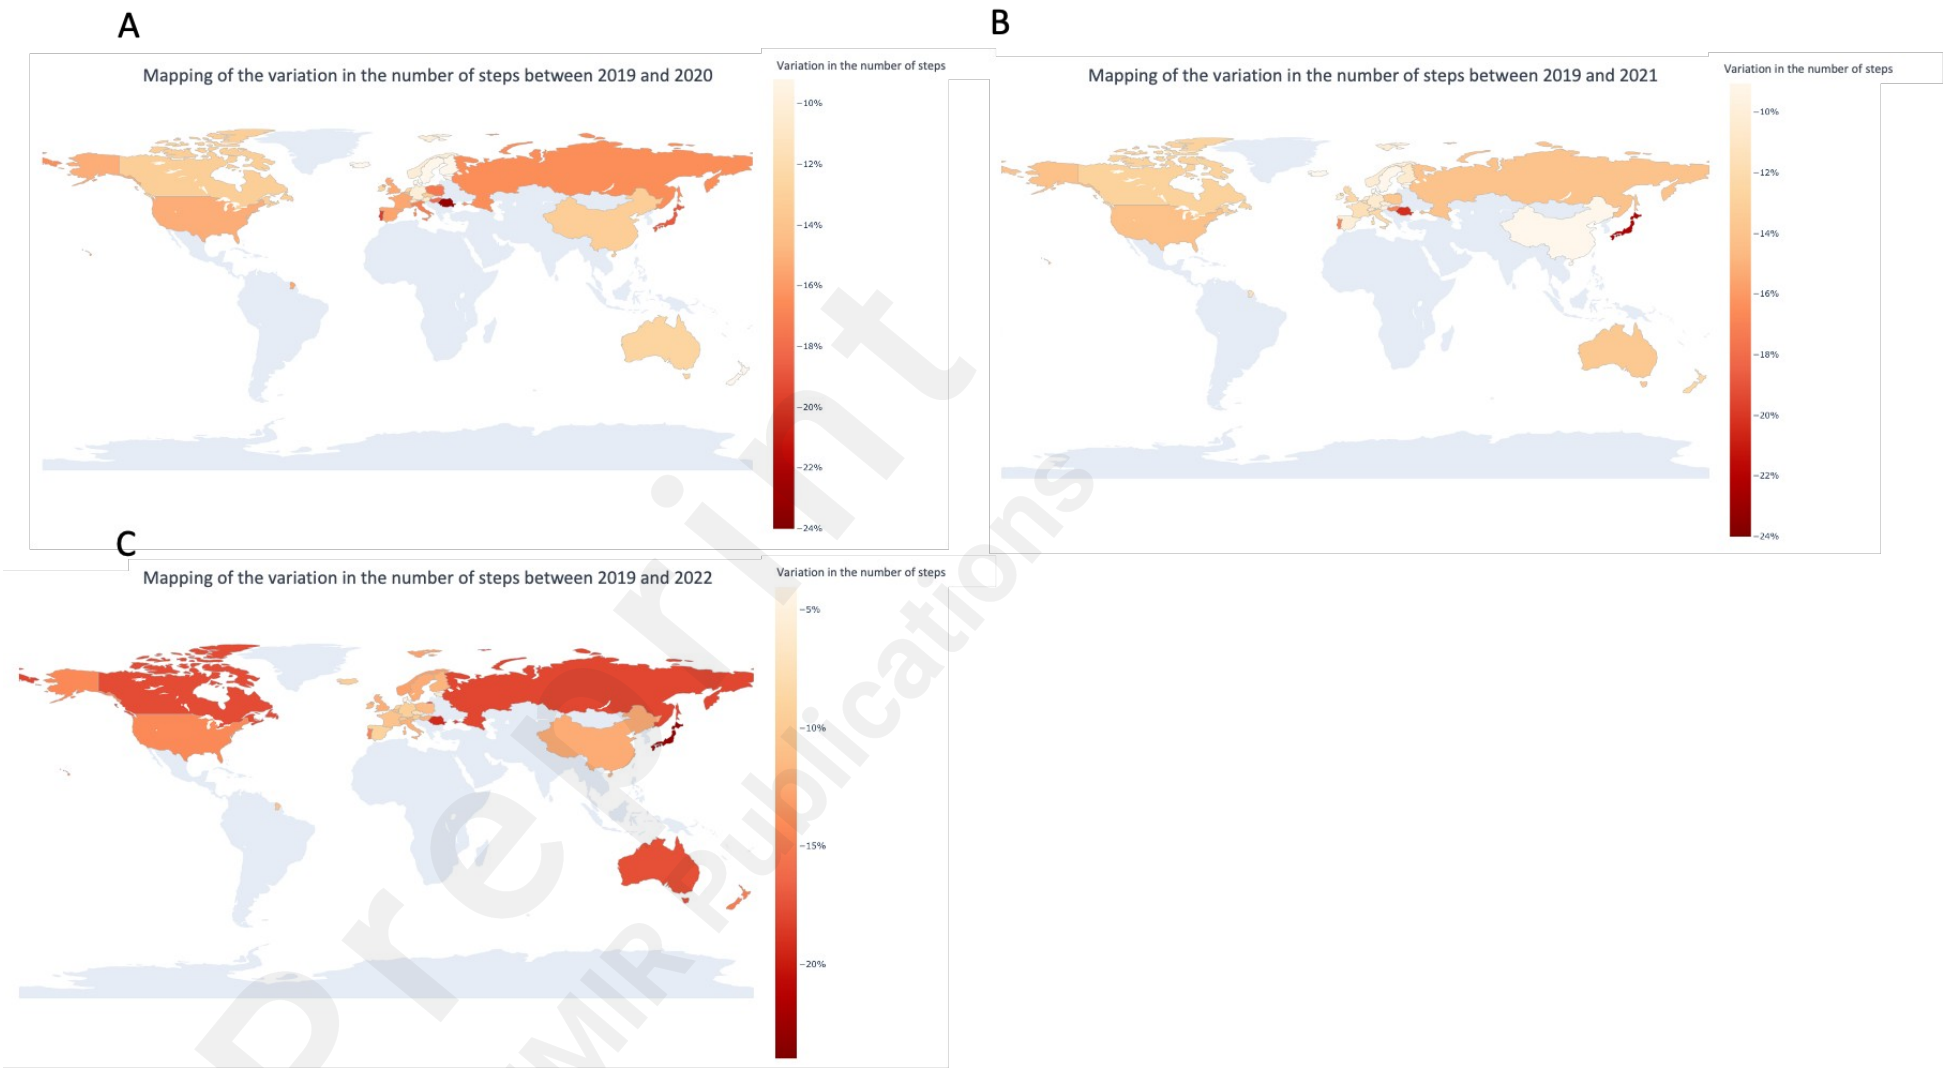 A
Mapping of the variation in the number of steps between 2019 and 2020
Variation in the number of steps
−10%
−12%
−14%
−16%
−18%
−20%
−22%
−24%
B
Mapping of the variation in the number of steps between 2019 and 2021
Variation in the number of steps
−10%
−12%
−14%
−16%
−18%
−20%
−22%
−24%
C
Mapping of the variation in the number of steps between 2019 and 2022
Variation in the number of steps
−5%
−10%
−15%
−20%
Preprint
JMIR Publications